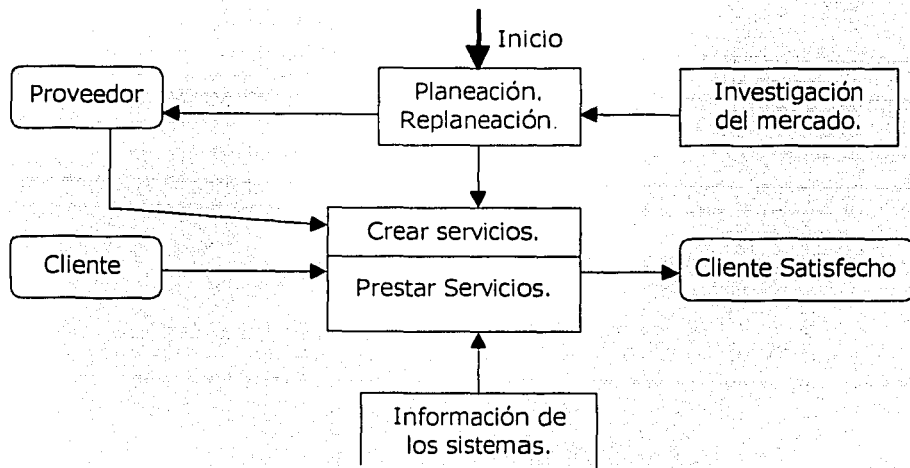 Inicio
Proveedor
Planeación.
Replaneación.
Investigación
del mercado.
Crear servicios.
Cliente
Prestar Servicios.
Cliente Satisfecho
Información de
los sistemas.